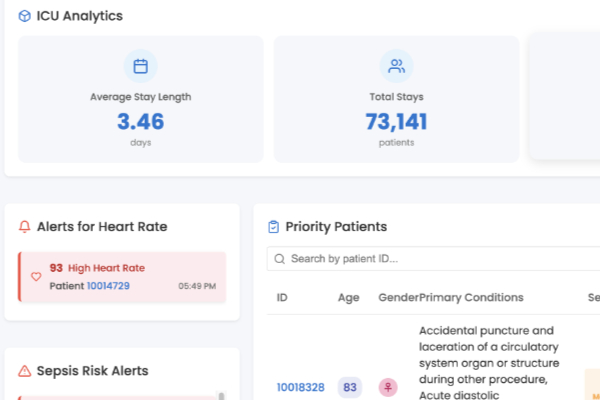 ICU Analytics
Average Stay Length
3.46
days
Total Stays
73,141
patients
Alerts for Heart Rate
93 High Heart Rate
Patient 10014729 05:49 PM
Priority Patients
Search by patient ID...
ID Age Gender Primary Conditions Se
Accidental puncture and
laceration of a circulatory
system organ or structure
during other procedure,
Acute diastolic
10018328 83
Sepsis Risk Alerts